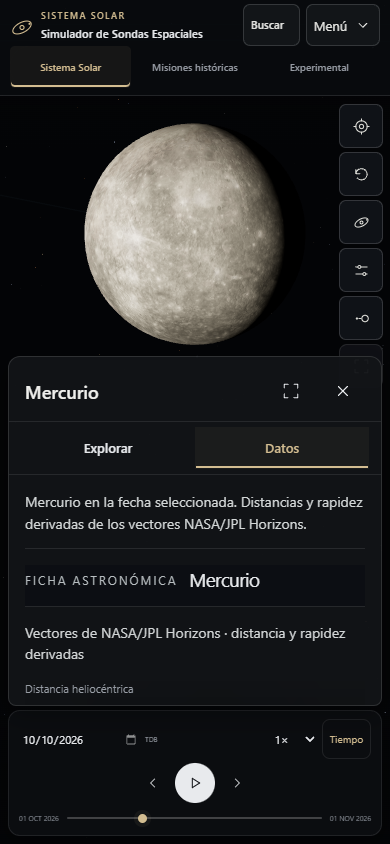 SISTEMA SOLAR
Simulador de Sondas Espaciales
Buscar
Menú
Sistema Solar
Misiones históricas
Experimental
Mercurio
Explorar
Datos
Mercurio en la fecha seleccionada. Distancias y rapidez
derivadas de los vectores NASA/JPL Horizons.
FICHA ASTRONÓMICA Mercurio
Vectores de NASA/JPL Horizons · distancia y rapidez
derivadas
Distancia heliocéntrica
10/10/2026
TDB
1×
Tiempo
01 OCT 2026
01 NOV 2026